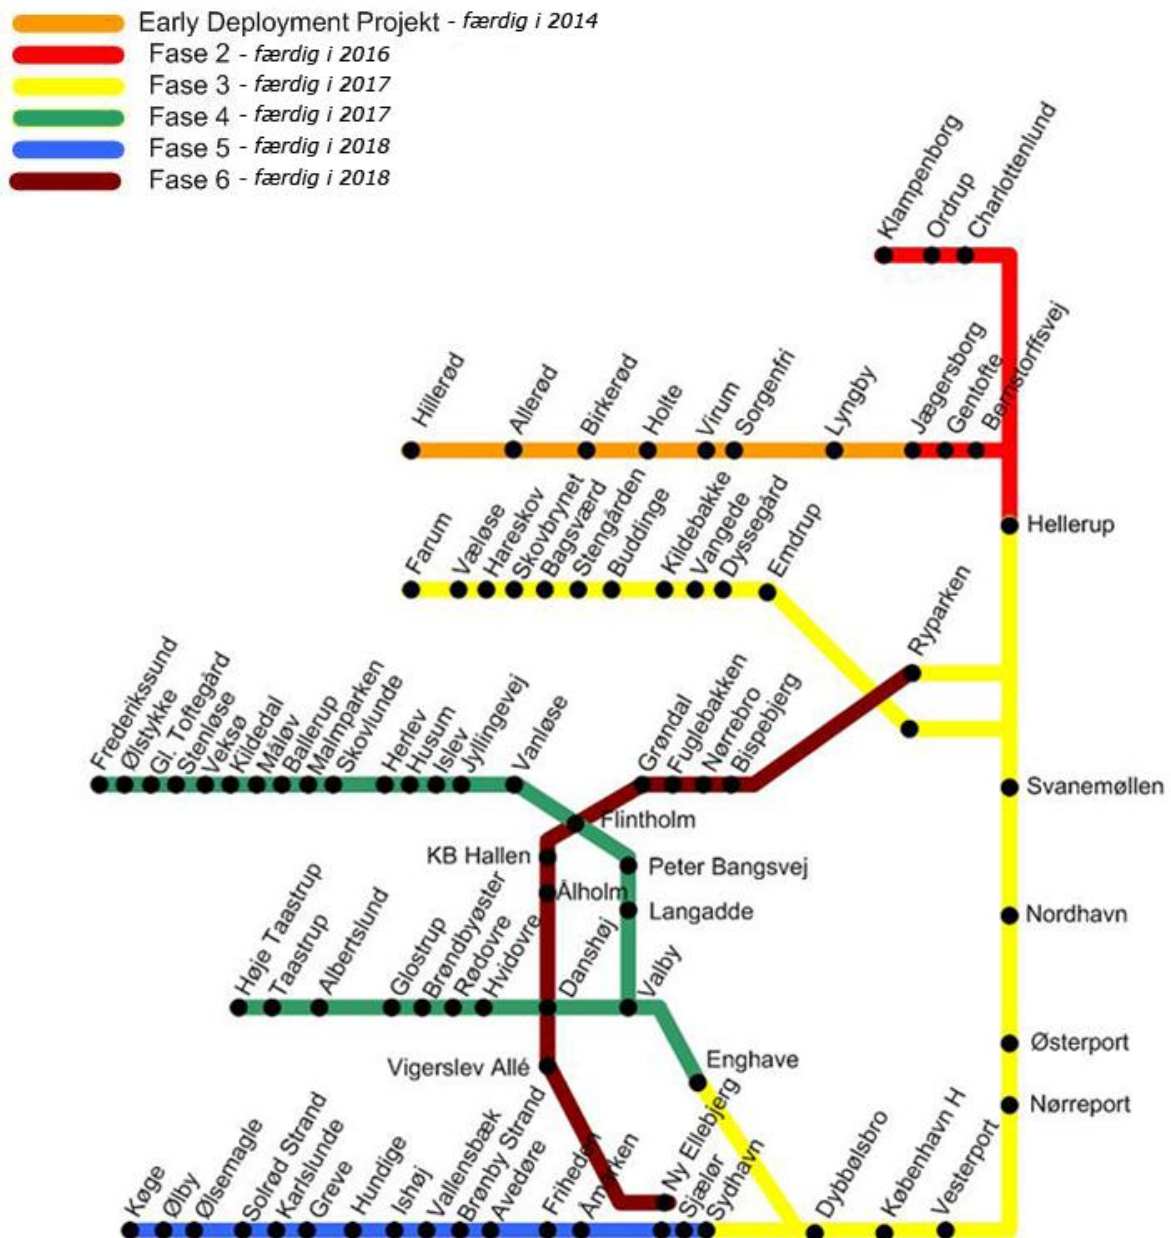 Early Deployment Projekt - færdig i 2014
Fase 2 - færdig i 2016
Fase 3 - færdig i 2017
Fase 4 - færdig i 2017
Fase 5 - færdig i 2018
Fase 6 - færdig i 2018
Klampenborg
Ordrup
Charlottenlund
Hillerød
Allerød
Birkerød
Holte
Virum
Sorgenfri
Lyngby
Jægersborg
Gentofte
Bernstorffsvej
Hellerup
Farum
Væløse
Hareskov
Skovbrynet
Bagsværd
Stengården
Buddinge
Kildebakke
Vangede
Dyssegård
Emdrup
Ryparken
Frederikssund
Ølstykke
Gl. Toftegård
Stenløse
Veksø
Kildedal
Måløv
Ballerup
Malmparken
Skovlunde
Herlev
Husum
Islev
Jyllingevej
Vanløse
Grøndal
Fuglebakken
Nørrebro
Bispebjerg
Svanemøllen
Flintholm
KB Hallen
Peter Bangsvej
Ålholm
Langadde
Nordhavn
Høje Taastrup
Taastrup
Albertslund
Glostrup
Brøndbyøster
Rødovre
Hvidovre
Danshøj
Valby
Østerport
Vigerslev Allé
Enghave
Nørreport
Køge
Ølby
Ølsemagle
Solrød Strand
Karlslunde
Greve
Hundige
Ishøj
Vallensbæk
Brønby Strand
Avedøre
Friheden
Åmarken
Ny Ellebjerg
Sjælør
Sydhavn
Dybbølsbro
København H
Vesterport